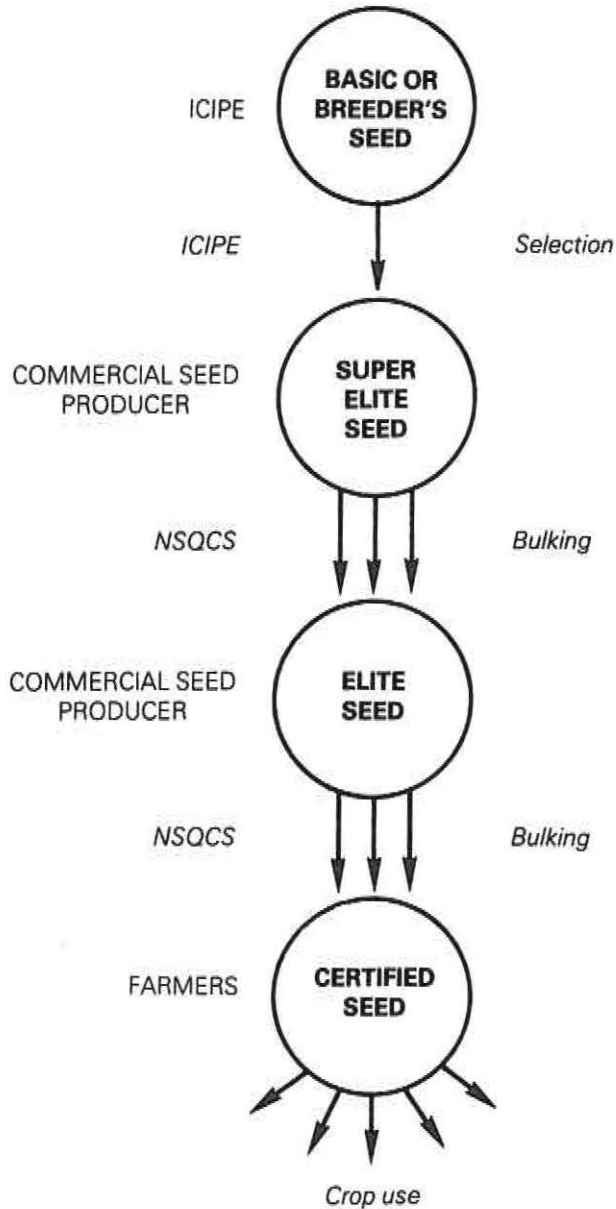 BASIC OR
BREEDER'S
SEED
ICIPE
ICIPE
Selection
COMMERCIAL SEED
PRODUCER
SUPER
ELITE
SEED
NSQCS
Bulking
COMMERCIAL SEED
PRODUCER
ELITE
SEED
NSQCS
Bulking
FARMERS
CERTIFIED
SEED
Crop use